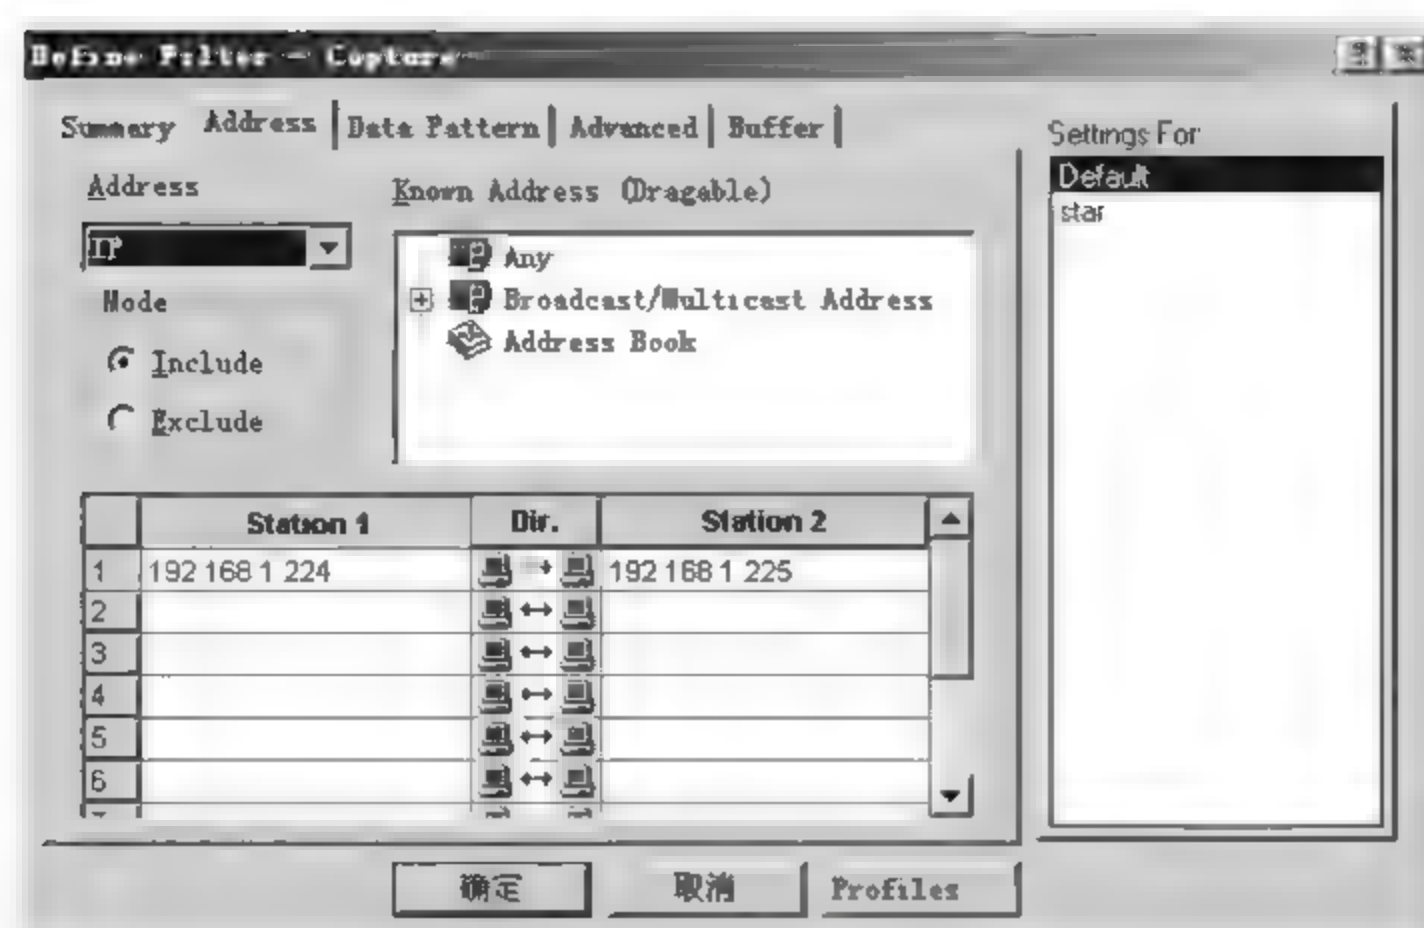 Define Filter - Capture
Summary Address Data Pattern Advanced Buffer
Settings For
Address
Known Address (Dragable)
Default
star
IP
Any
Mode
Broadcast/Multicast Address
Address Book
Include
Exclude
Station 1 Dir. Station 2
1 192 168 1 224 192 168 1 225
2
3
4
5
6
确定 取消 Profiles